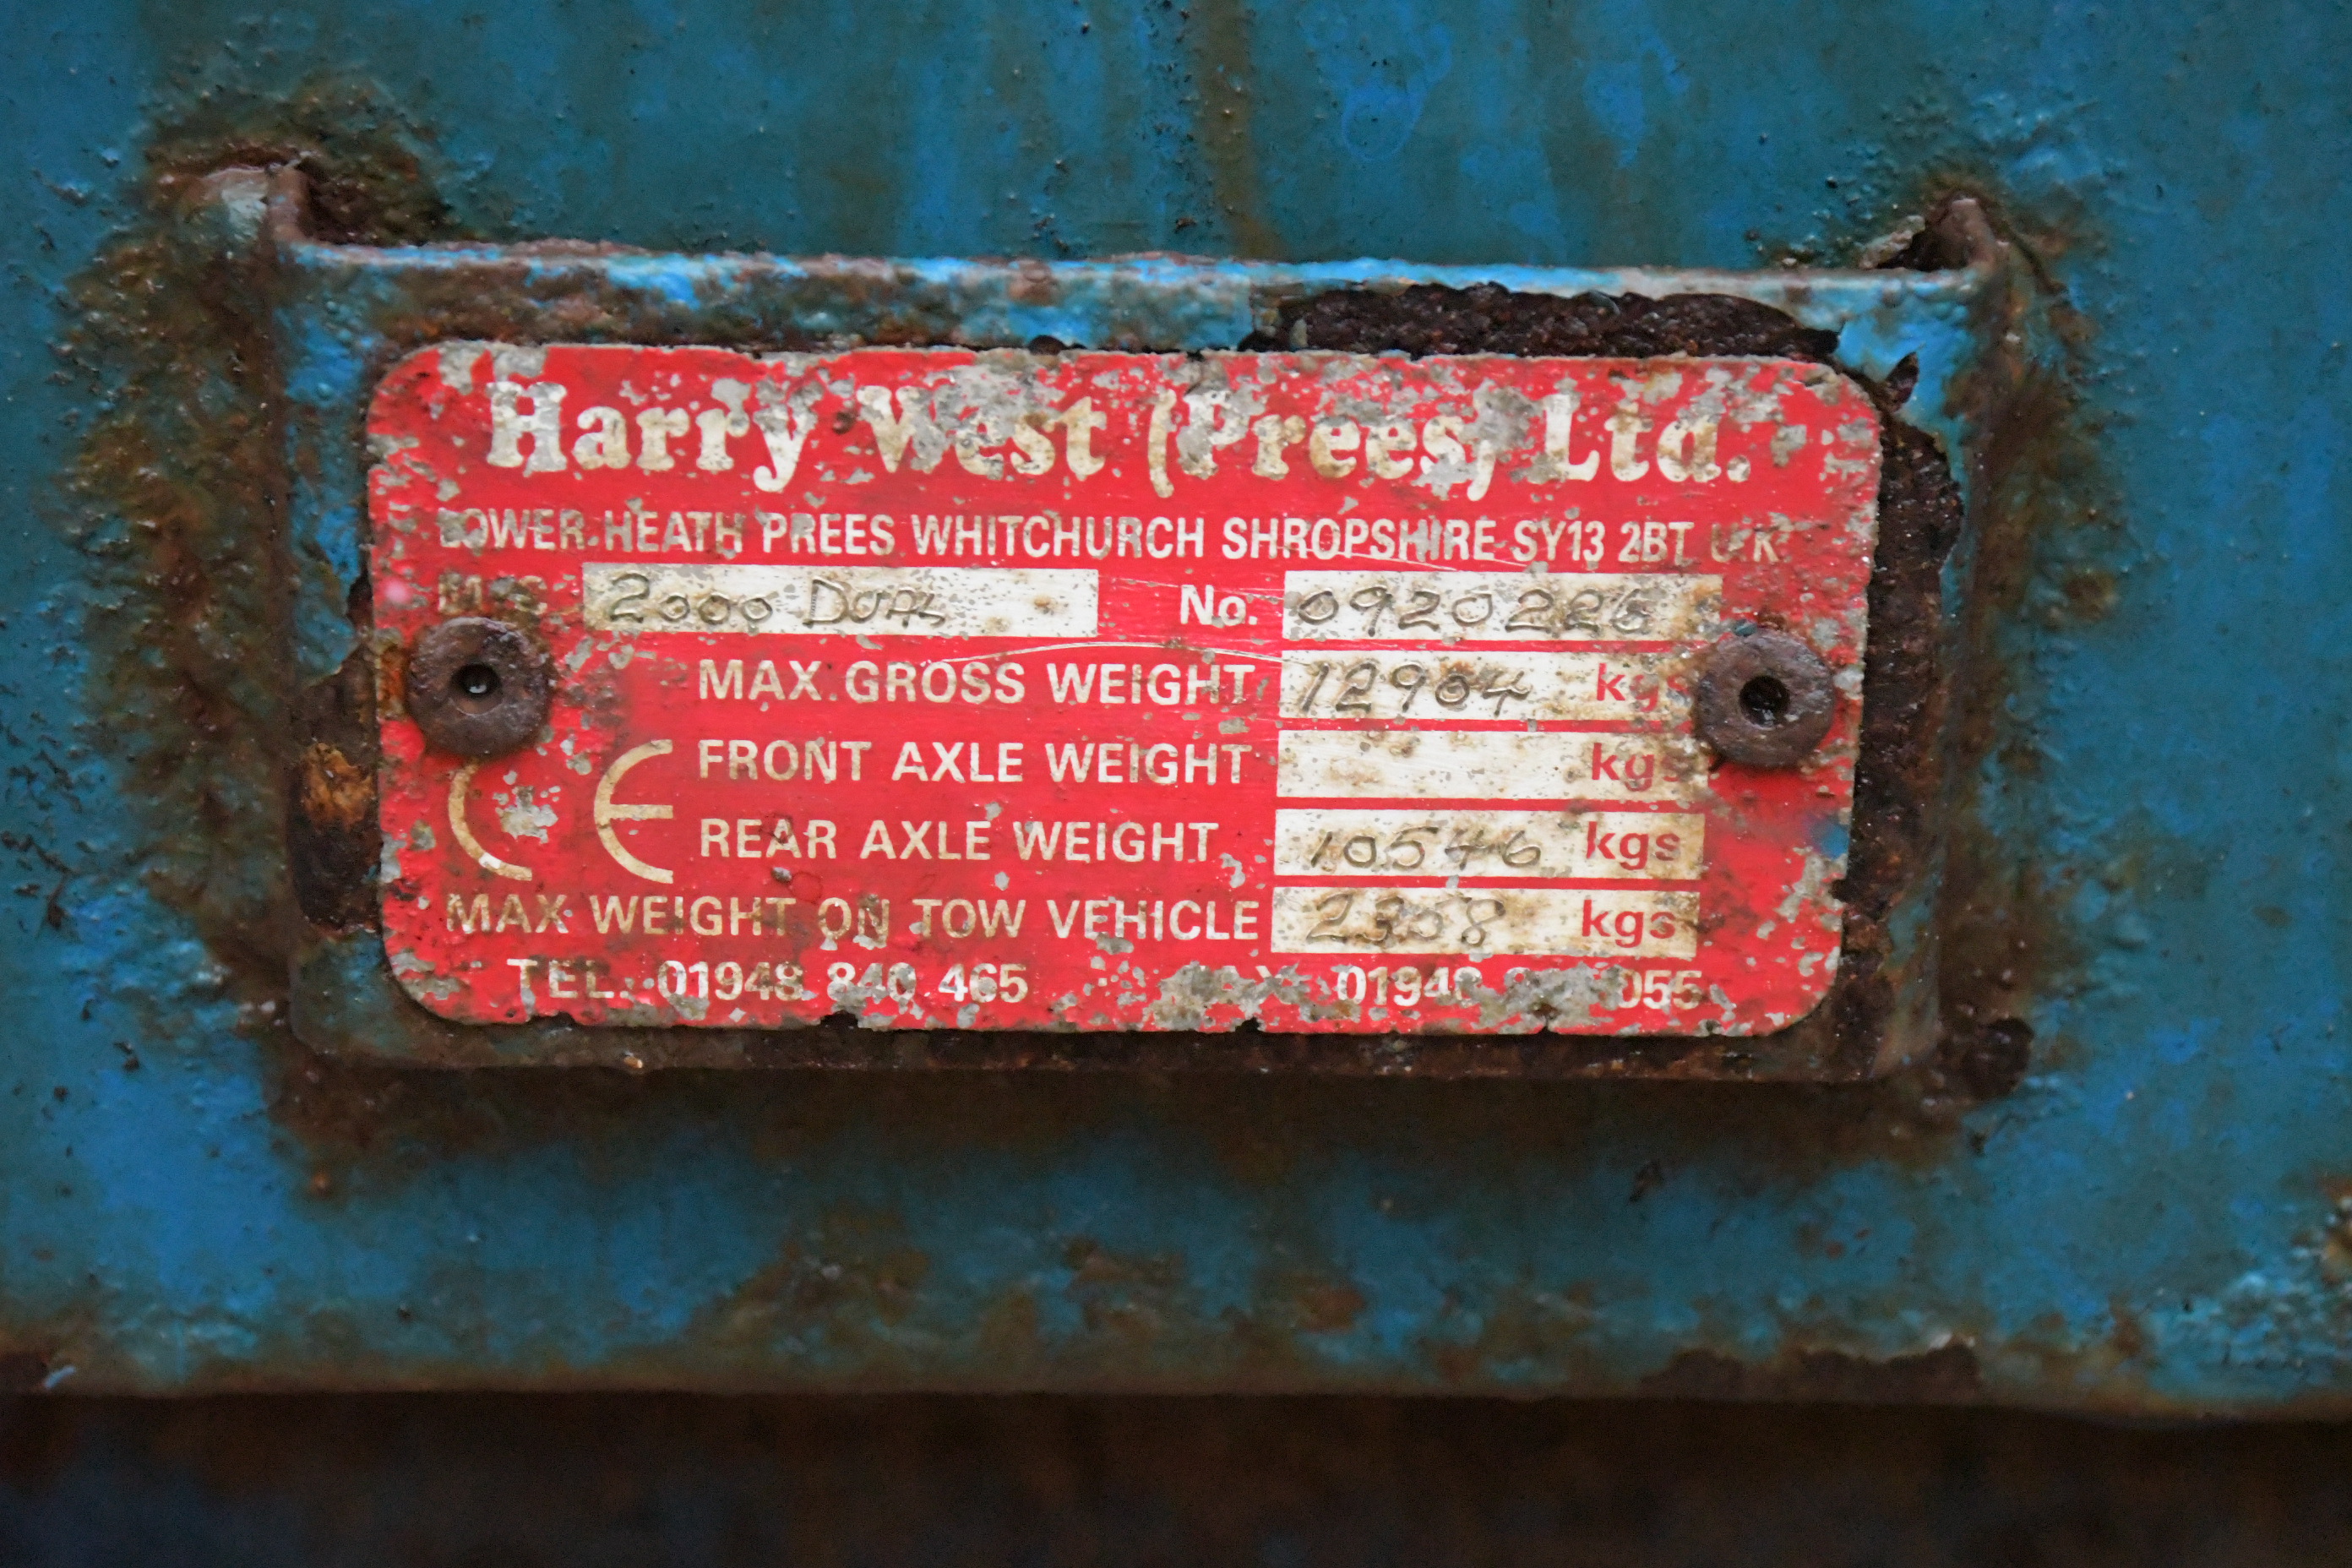 Harry West (Prees) Ltd.
LOWER HEATH PREES WHITCHURCH SHROPSHIRE SY13 2BT U.K
2000 DUAL No. 0920226
MAX. GROSS WEIGHT 12904 kgs
CE FRONT AXLE WEIGHT kgs
REAR AXLE WEIGHT 10546 kgs
MAX WEIGHT ON TOW VEHICLE 2308 kgs
TEL. 01948 840 465 055